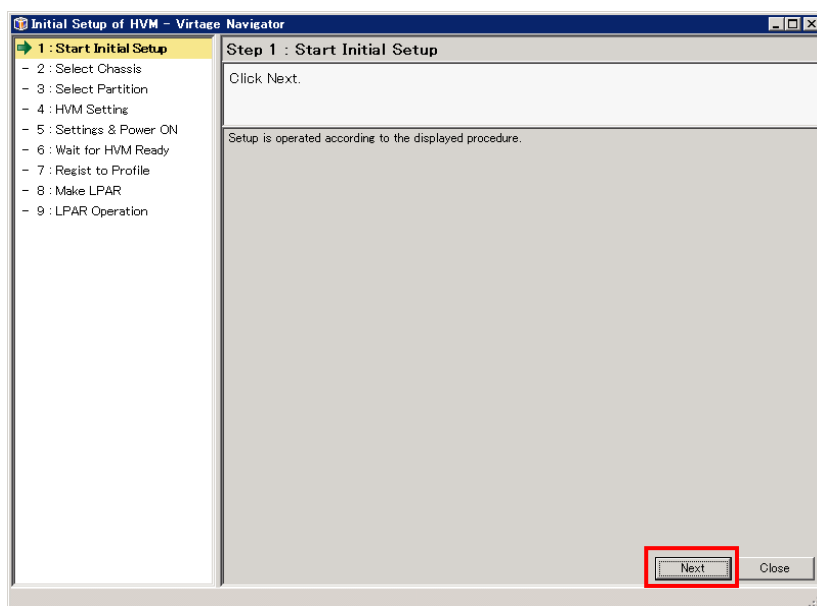 Initial Setup of HVM - Virtage Navigator
1 : Start Initial Setup
- 2 : Select Chassis
- 3 : Select Partition
- 4 : HVM Setting
- 5 : Settings & Power ON
- 6 : Wait for HVM Ready
- 7 : Regist to Profile
- 8 : Make LPAR
- 9 : LPAR Operation
Step 1 : Start Initial Setup
Click Next.
Setup is operated according to the displayed procedure.
Next
Close